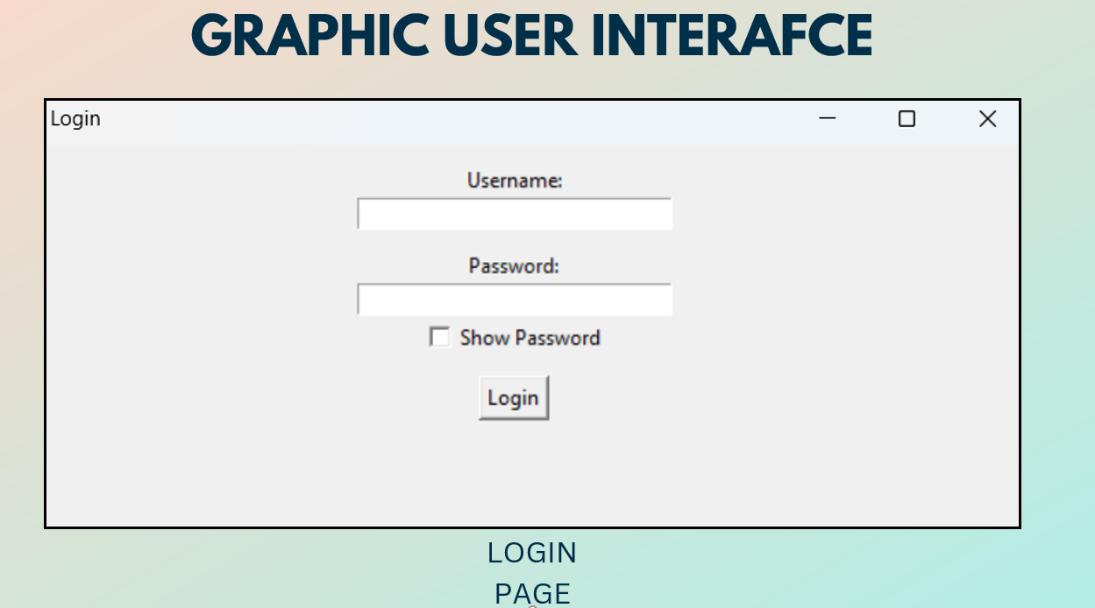 GRAPHIC USER INTERAFCE
Login
Username:
Password:
Show Password
Login
LOGIN
PAGE